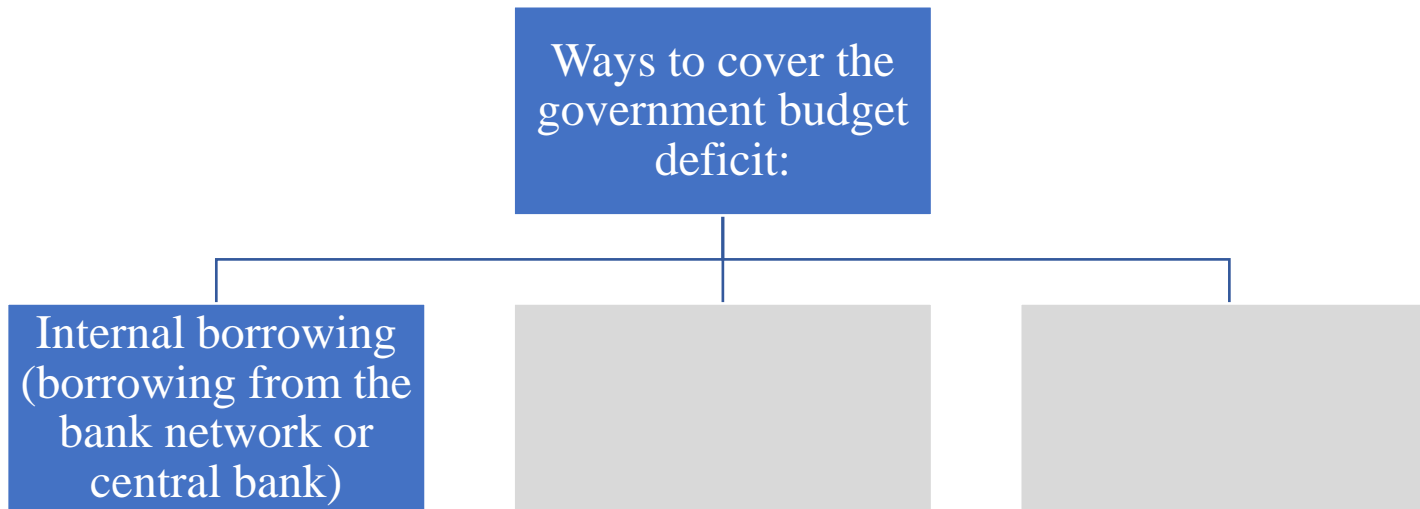 Ways to cover the
government budget
deficit:
Internal borrowing
(borrowing from the
bank network or
central bank)